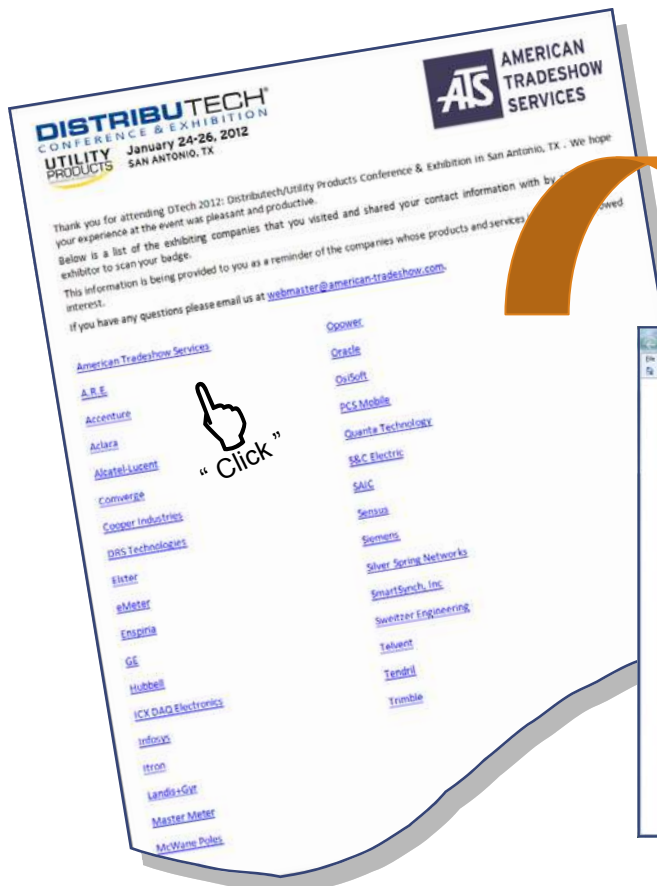 DISTRIBUTECH®
CONFERENCE & EXHIBITION
UTILITY PRODUCTS
January 24-26, 2012
SAN ANTONIO, TX
ATS
AMERICAN
TRADESHOW
SERVICES
Thank you for attending DTech 2012: Distributech/Utility Products Conference & Exhibition in San Antonio, TX . We hope
your experience at the event was pleasant and productive.
Below is a list of the exhibiting companies that you visited and shared your contact information with by
exhibitor to scan your badge.
This information is being provided to you as a reminder of the companies whose products and services
interest.
If you have any questions please email us at webmaster@american-tradeshow.com.
American Tradeshow Services
A.R.E.
Accenture
Aclara
Alcatel-Lucent
Comverge
Cooper Industries
DRS Technologies
Elster
eMeter
Enspiria
GE
Hubbell
ICX DAQ Electronics
Infosys
Itron
Landis+Gyr
Master Meter
McWane Poles
Opower
Oracle
OsiSoft
PCS Mobile
Quanta Technology
S&C Electric
SAIC
Sensus
Siemens
Silver Spring Networks
SmartSynch, Inc
Sweitzer Engineering
Telvent
Tendril
Trimble
“ Click ”